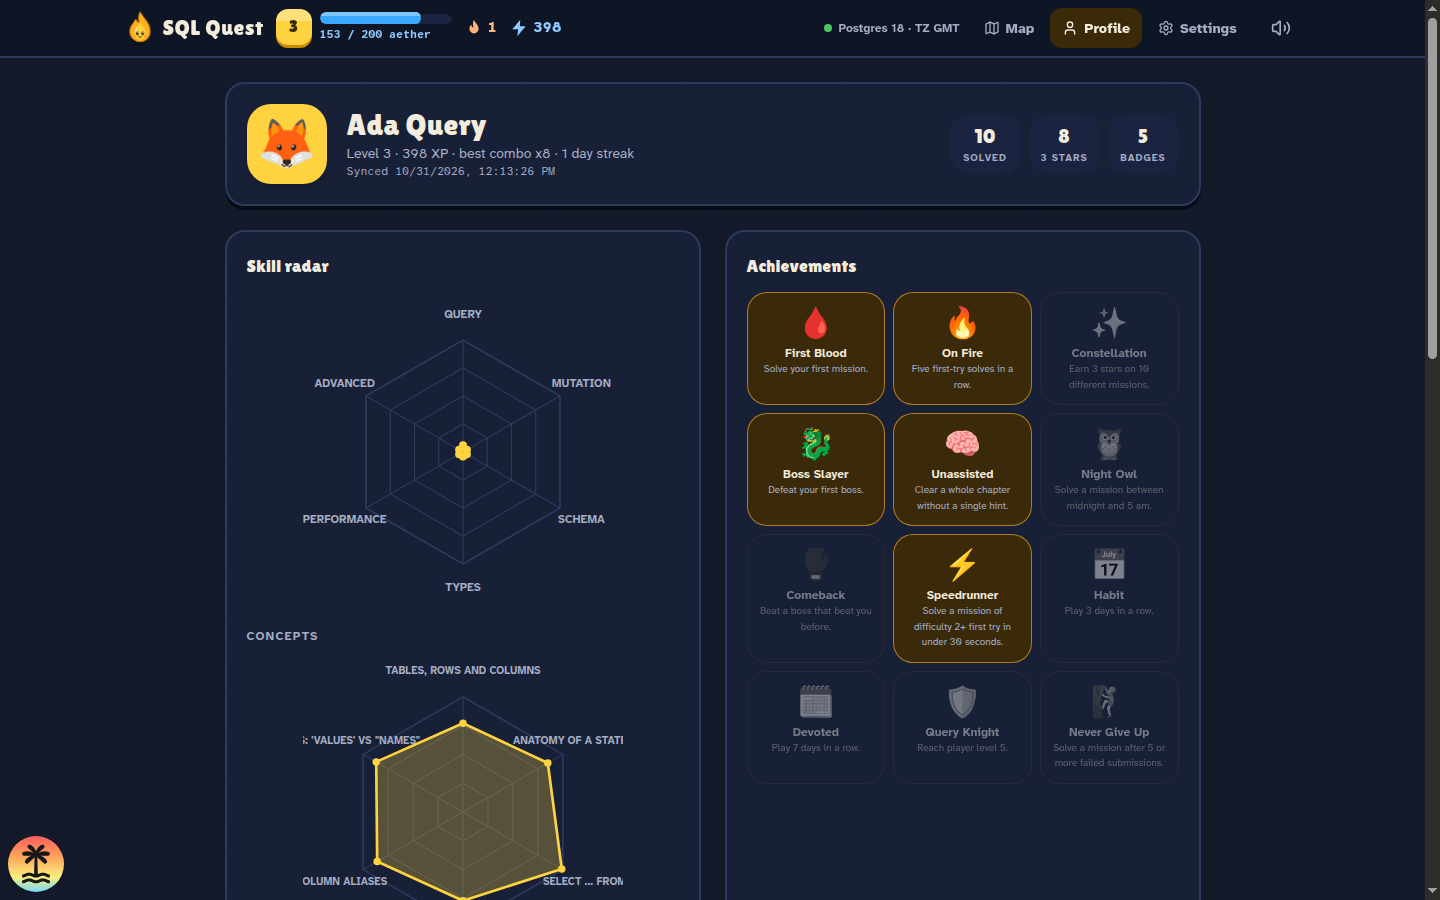 SQL Quest
3
153 / 200 aether
1
398
Postgres 18 · TZ GMT
Map
Profile
Settings
Ada Query
Level 3 · 398 XP · best combo x8 · 1 day streak
Synced 10/31/2026, 12:13:26 PM
10
SOLVED
8
3 STARS
5
BADGES
Skill radar
QUERY
ADVANCED
MUTATION
PERFORMANCE
SCHEMA
TYPES
CONCEPTS
TABLES, ROWS AND COLUMNS
: 'VALUES' VS "NAMES"
ANATOMY OF A STATE
OLUMN ALIASES
SELECT ... FROM
Achievements
First Blood
Solve your first mission.
On Fire
Five first-try solves in a
row.
Constellation
Earn 3 stars on 10
different missions.
Boss Slayer
Defeat your first boss.
Unassisted
Clear a whole chapter
without a single hint.
Night Owl
Solve a mission between
midnight and 5 am.
Comeback
Beat a boss that beat you
before.
Speedrunner
Solve a mission of
difficulty 2+ first try in
under 30 seconds.
July
17
Habit
Play 3 days in a row.
Devoted
Play 7 days in a row.
Query Knight
Reach player level 5.
Never Give Up
Solve a mission after 5 or
more failed submissions.